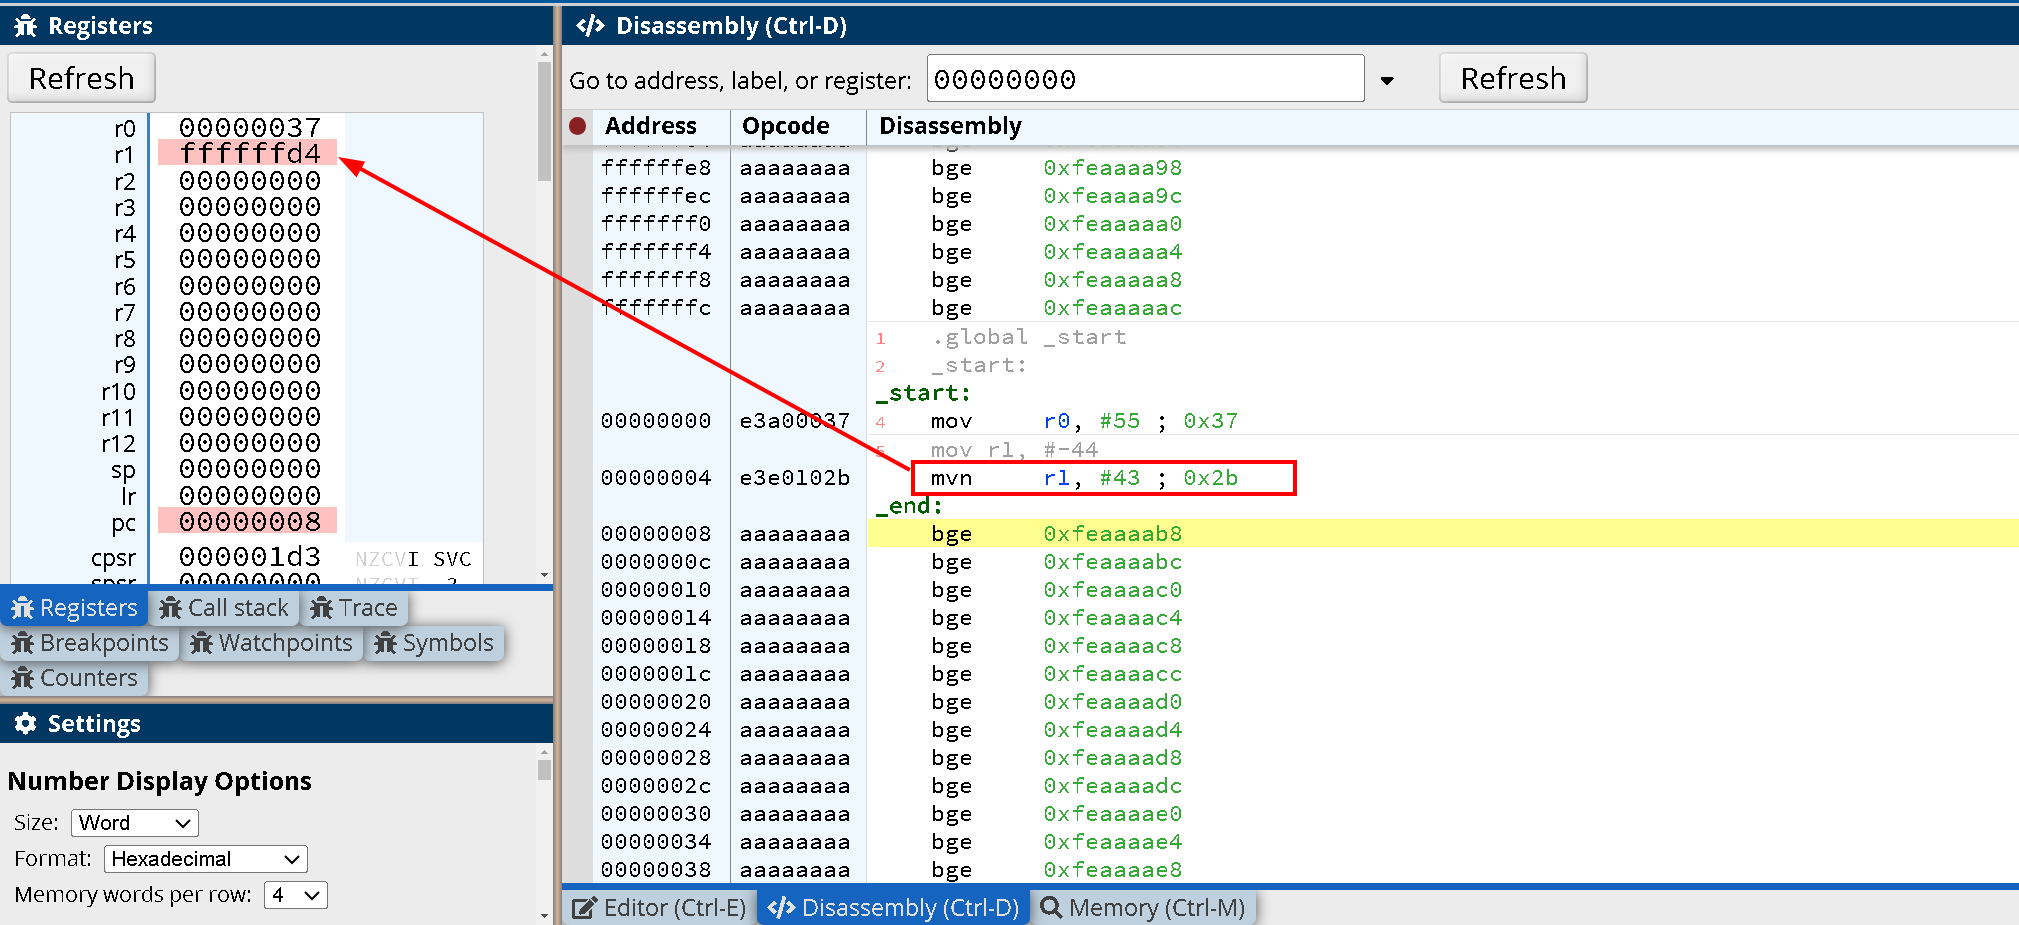 Registers
Refresh
r0 00000037
r1 ffffffd4
r2 00000000
r3 00000000
r4 00000000
r5 00000000
r6 00000000
r7 00000000
r8 00000000
r9 00000000
r10 00000000
r11 00000000
r12 00000000
sp 00000000
lr 00000000
pc 00000008
cpsr 000001d3 NZCVI SVC
spsr 00000000 NZCVI ?
Registers Call stack Trace
Breakpoints Watchpoints Symbols
Counters
Settings
Number Display Options
Size: Word
Format: Hexadecimal
Memory words per row: 4
Disassembly (Ctrl-D)
Go to address, label, or register: 00000000 Refresh
Address Opcode Disassembly
ffffffe8 aaaaaaaa bge 0xfeaaaa98
ffffffec aaaaaaaa bge 0xfeaaaa9c
fffffff0 aaaaaaaa bge 0xfeaaaaa0
fffffff4 aaaaaaaa bge 0xfeaaaaa4
fffffff8 aaaaaaaa bge 0xfeaaaaa8
fffffffc aaaaaaaa bge 0xfeaaaaac
1 .global _start
2 _start:
_start:
00000000 e3a00037 4 mov r0, #55 ; 0x37
5 mov r1, #-44
00000004 e3e0102b mvn r1, #43 ; 0x2b
_end:
00000008 aaaaaaaa bge 0xfeaaaab8
0000000c aaaaaaaa bge 0xfeaaaabc
00000010 aaaaaaaa bge 0xfeaaaac0
00000014 aaaaaaaa bge 0xfeaaaac4
00000018 aaaaaaaa bge 0xfeaaaac8
0000001c aaaaaaaa bge 0xfeaaaacc
00000020 aaaaaaaa bge 0xfeaaaad0
00000024 aaaaaaaa bge 0xfeaaaad4
00000028 aaaaaaaa bge 0xfeaaaad8
0000002c aaaaaaaa bge 0xfeaaaadc
00000030 aaaaaaaa bge 0xfeaaaae0
00000034 aaaaaaaa bge 0xfeaaaae4
00000038 aaaaaaaa bge 0xfeaaaae8
Editor (Ctrl-E) Disassembly (Ctrl-D) Memory (Ctrl-M)